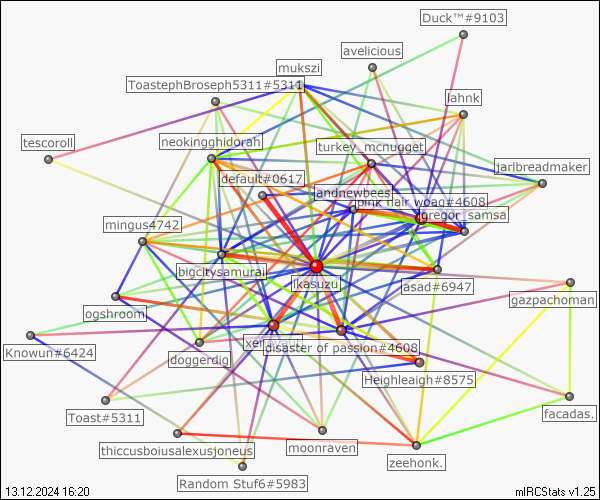 Duck™#9103
avelicious
mukszi
ToastephBroseph5311#5311
lahnk
neokingghidorah
tescoroll
turkey_mcnugget
jarlbreadmaker
default#0617
andnewbees
pink hair woag#4608
gregor_samsa
mingus4742
bigcitysamurai
lkasuzu
asad#6947
gazpachoman
ogshroom
disaster of passion#4608
Knowun#6424
doggerdig
Heighleaigh#8575
Toast#5311
facadas.
thiccusboiusalexusjoneus
moonraven
zeehonk.
Random Stuf6#5983
13.12.2024 16:20
mIRCStats v1.25